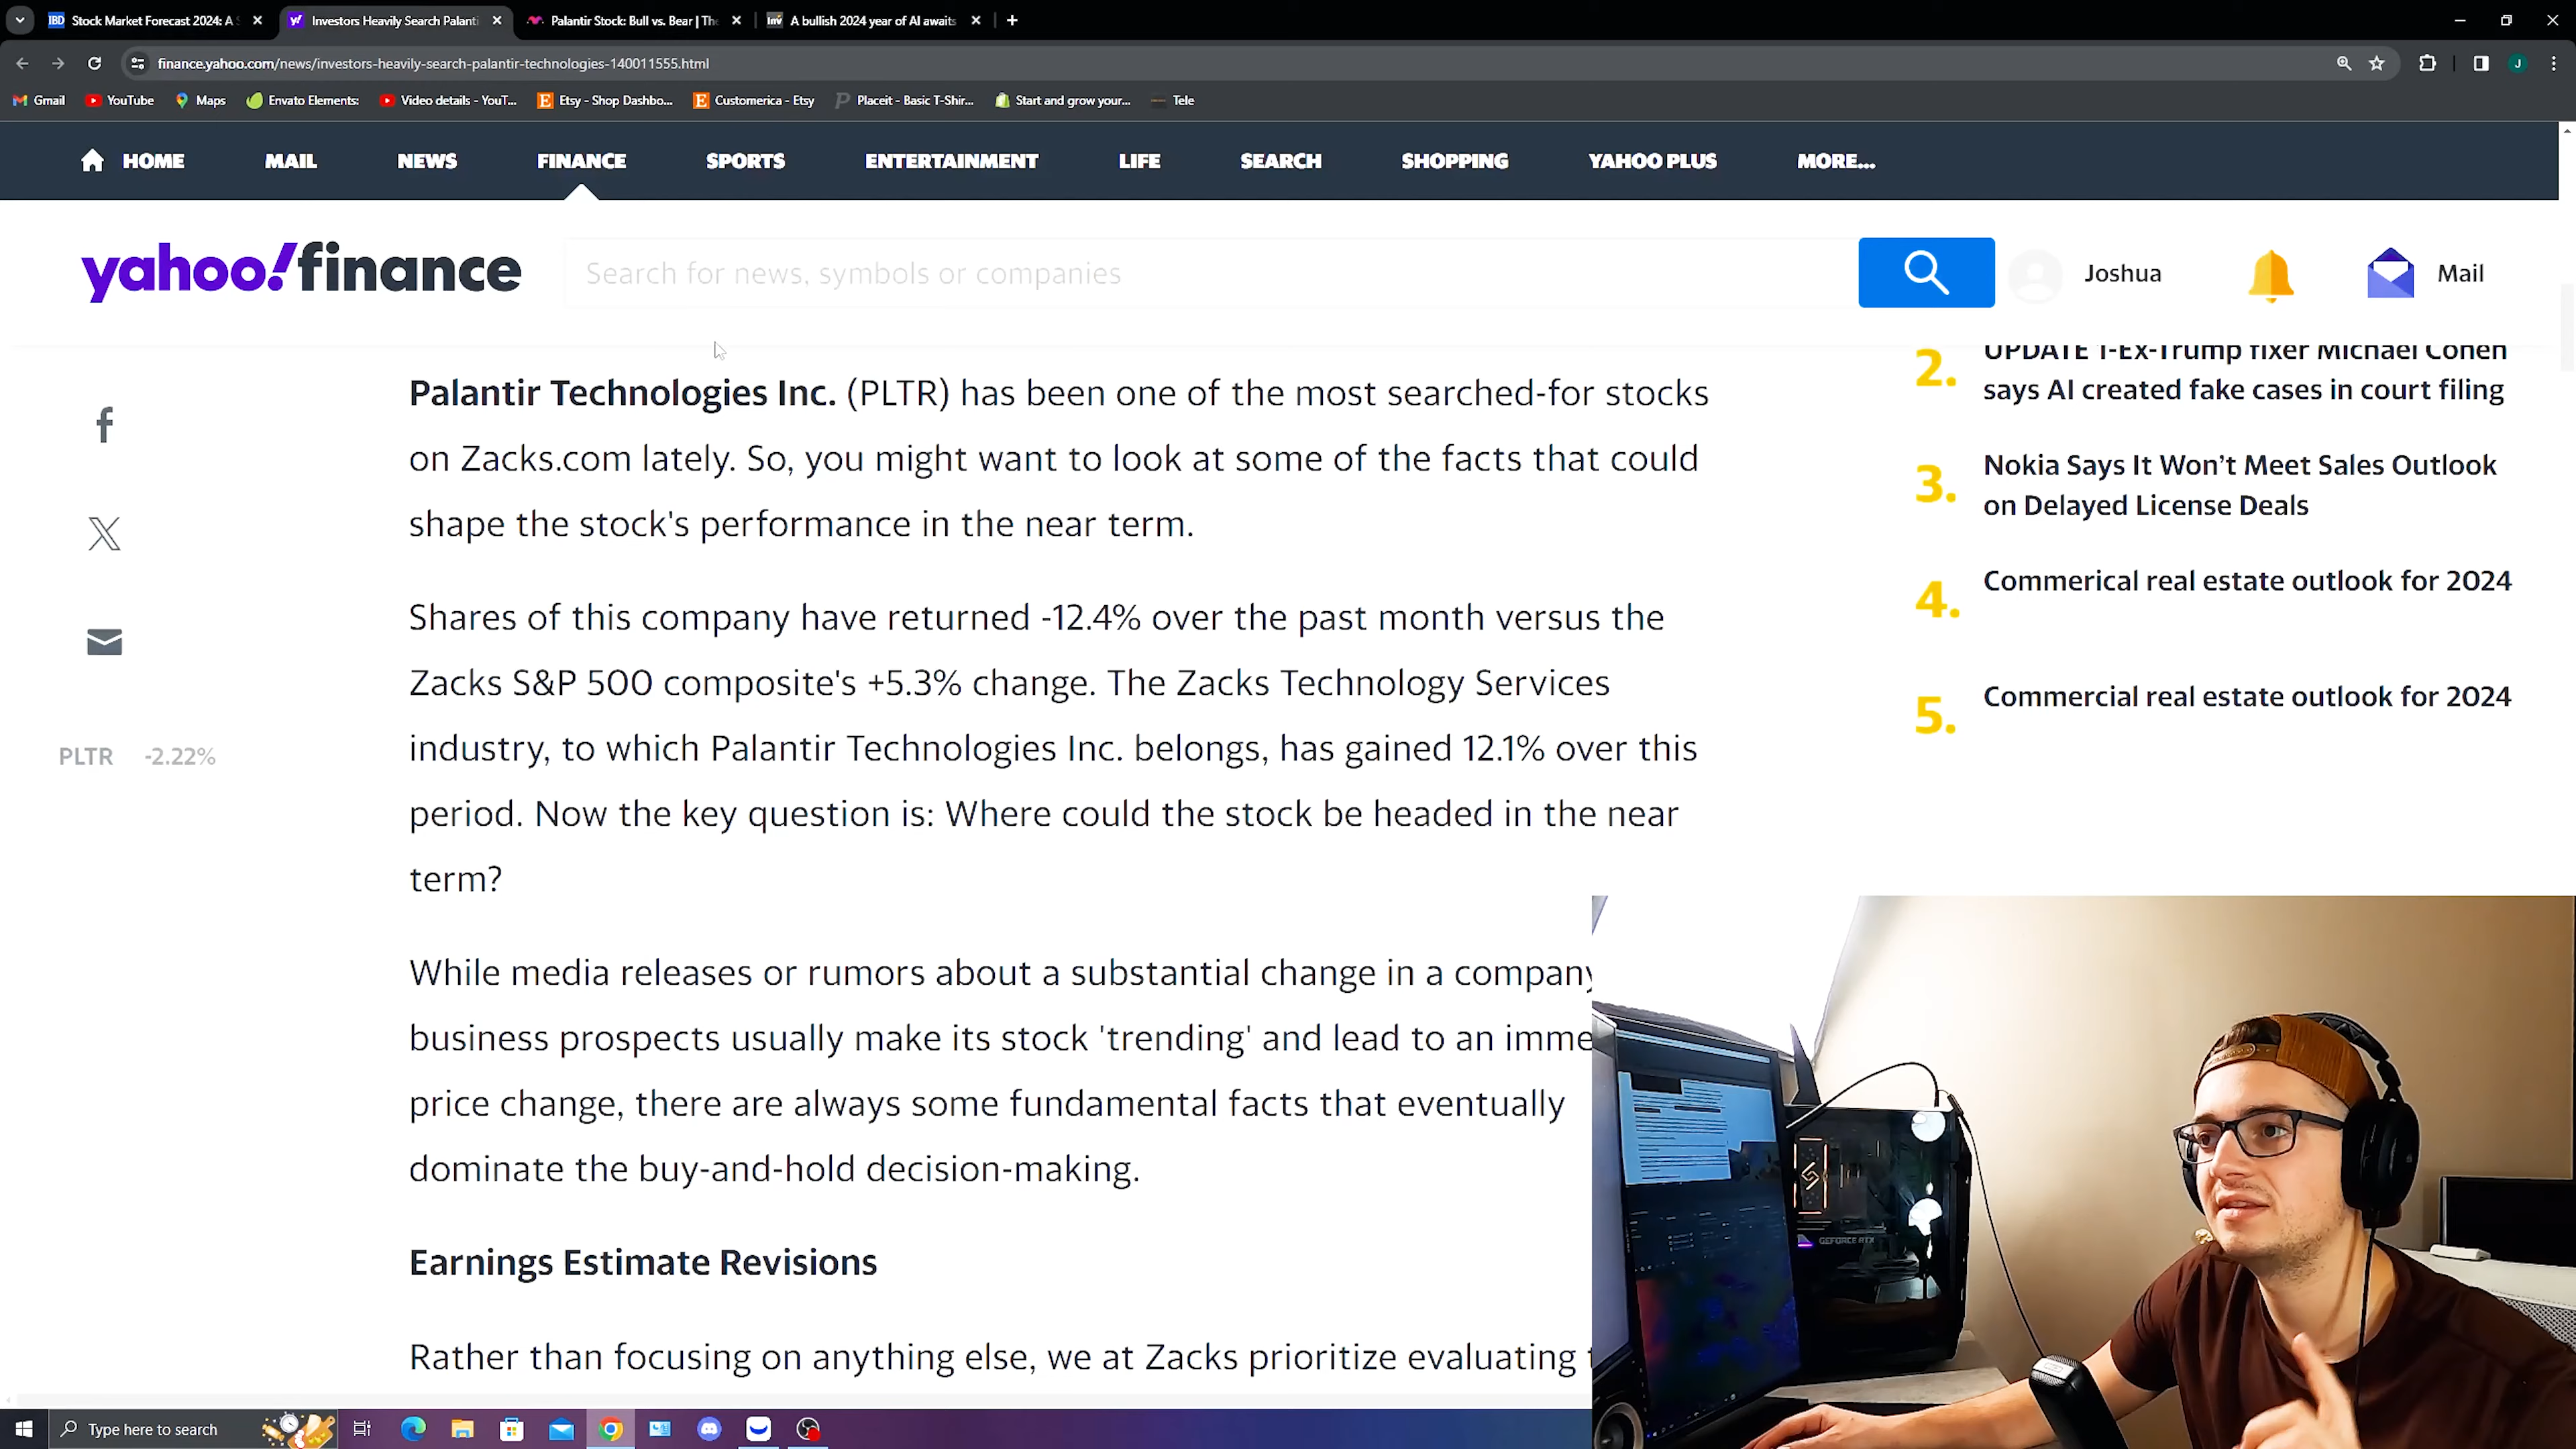 IBD Stock Market Forecast 2024: A S
Investors Heavily Search Palanti
Palantir Stock: Bull vs. Bear | The
Inv A bullish 2024 year of AI awaits
finance.yahoo.com/news/investors-heavily-search-palantir-technologies-140011555.html
J
Gmail
YouTube
Maps
Envato Elements:
Video details - YouT...
Etsy - Shop Dashbo...
Customerica - Etsy
Placeit - Basic T-Shir...
Start and grow your...
Tele
HOME
MAIL
NEWS
FINANCE
SPORTS
ENTERTAINMENT
LIFE
SEARCH
SHOPPING
YAHOO PLUS
MORE...
yahoo!finance
Search for news, symbols or companies
Joshua
Mail
PLTR -2.22%
Palantir Technologies Inc. (PLTR) has been one of the most searched-for stocks
on Zacks.com lately. So, you might want to look at some of the facts that could
shape the stock's performance in the near term.
Shares of this company have returned -12.4% over the past month versus the
Zacks S&P 500 composite's +5.3% change. The Zacks Technology Services
industry, to which Palantir Technologies Inc. belongs, has gained 12.1% over this
period. Now the key question is: Where could the stock be headed in the near
term?
While media releases or rumors about a substantial change in a company
business prospects usually make its stock 'trending' and lead to an imme
price change, there are always some fundamental facts that eventually
dominate the buy-and-hold decision-making.
Earnings Estimate Revisions
Rather than focusing on anything else, we at Zacks prioritize evaluating t
2. UPDATE 1-Ex-Trump fixer Michael Cohen
says AI created fake cases in court filing
3. Nokia Says It Won't Meet Sales Outlook
on Delayed License Deals
4. Commerical real estate outlook for 2024
5. Commercial real estate outlook for 2024
GEFORCE RTX
Type here to search